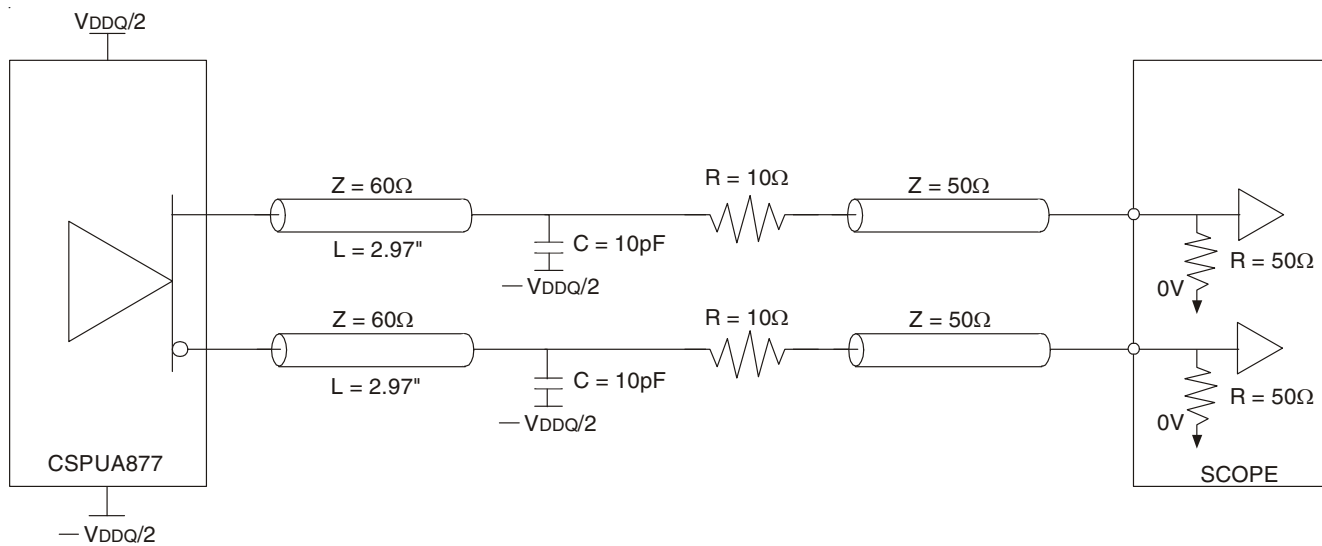 VDDQ/2
Z = 60Ω
R = 10Ω
Z = 50Ω
L = 2.97"
C = 10pF
— VDDQ/2
R = 50Ω
0V
Z = 60Ω
R = 10Ω
Z = 50Ω
L = 2.97"
C = 10pF
— VDDQ/2
R = 50Ω
0V
CSPUA877
SCOPE
— VDDQ/2